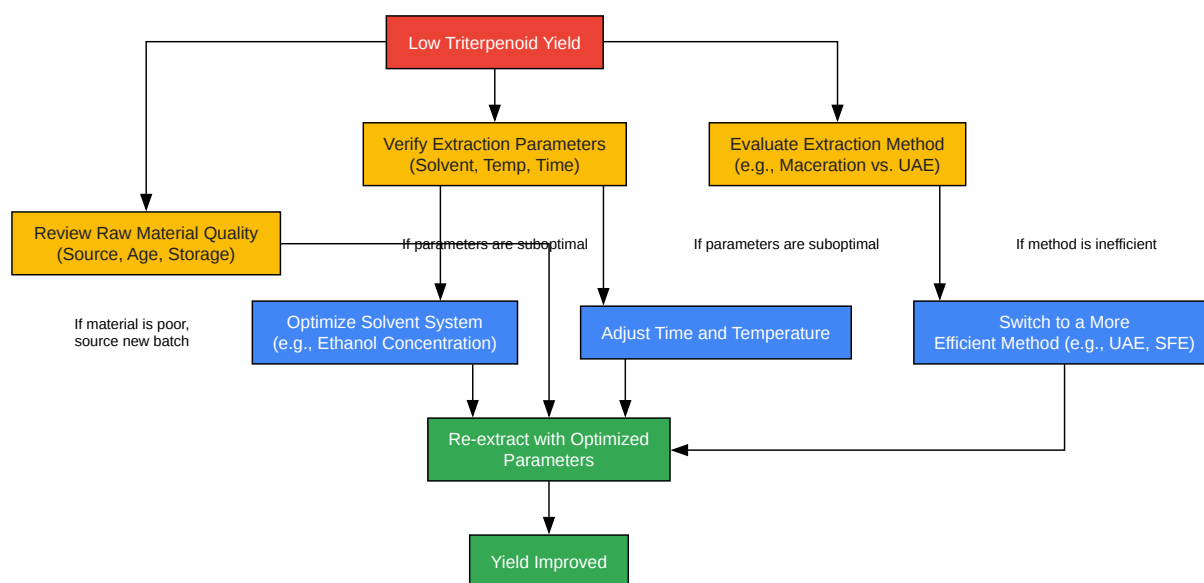 Low Triterpenoid Yield
Verify Extraction Parameters
(Solvent, Temp, Time)
Evaluate Extraction Method
(e.g., Maceration vs. UAE)
Review Raw Material Quality
(Source, Age, Storage)
If parameters are suboptimal
If parameters are suboptimal
If method is inefficient
If material is poor,
source new batch
Optimize Solvent System
(e.g., Ethanol Concentration)
Adjust Time and Temperature
Switch to a More
Efficient Method (e.g., UAE, SFE)
Re-extract with Optimized
Parameters
Yield Improved